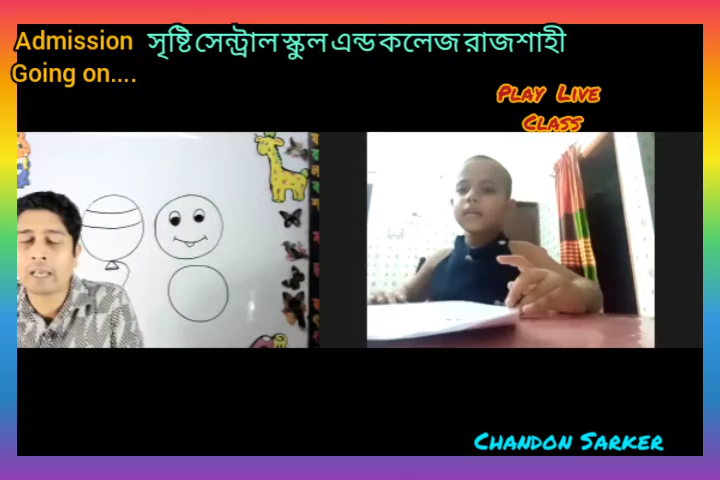 Admission
Going on....
সৃষ্টি সেন্ট্রাল স্কুল এন্ড কলেজ রাজশাহী
Play Live
Class
Chandon Sarker